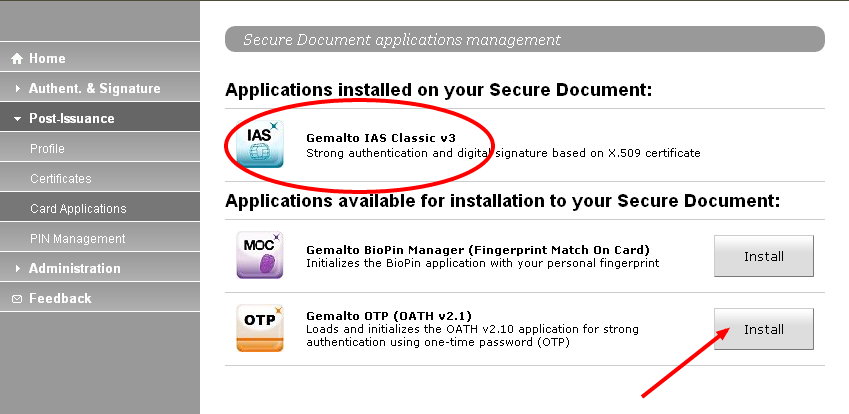 Secure Document applications management
Home
Authent. & Signature
Post-Issuance
Profile
Certificates
Card Applications
PIN Management
Administration
Feedback
Applications installed on your Secure Document:
IAS
Gemalto IAS Classic v3
Strong authentication and digital signature based on X.509 certificate
Applications available for installation to your Secure Document:
MOC
Gemalto BioPin Manager (Fingerprint Match On Card)
Initializes the BioPin application with your personal fingerprint
Install
OTP
Gemalto OTP (OATH v2.1)
Loads and initializes the OATH v2.10 application for strong
authentication using one-time password (OTP)
Install